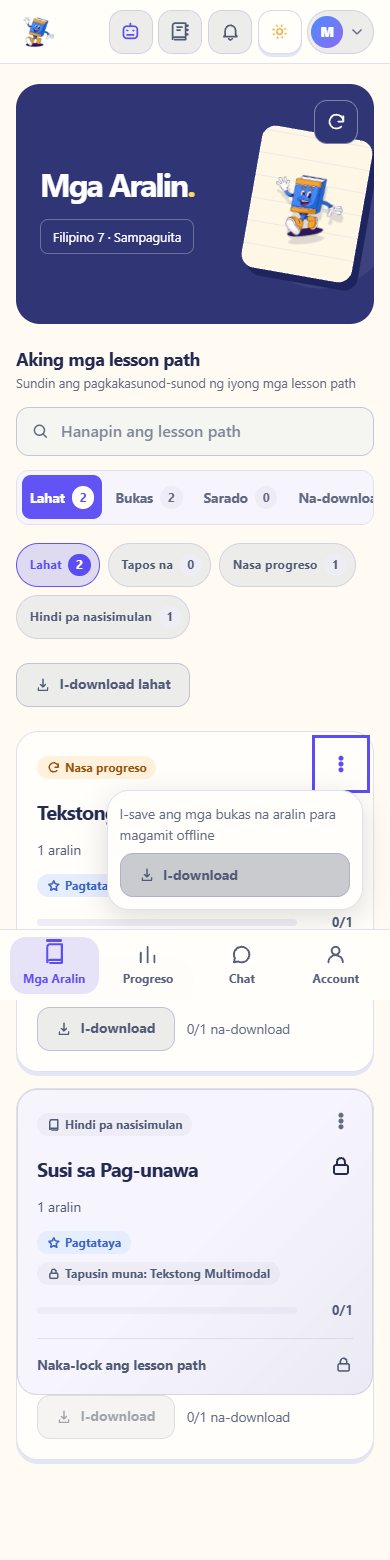 M
Mga Aralin.
Filipino 7 · Sampaguita
Aking mga lesson path
Sundin ang pagkakasunod-sunod ng iyong mga lesson path
Hanapin ang lesson path
Lahat 2 Bukas 2 Sarado 0
Lahat 2 Tapos na 0 Nasa progreso 1
Hindi pa nasisimulan 1
I-download lahat
Nasa progreso
I-save ang mga bukas na aralin para
magamit offline
1 aralin
I-download
0/1
Mga Aralin Progreso Chat Account
I-download 0/1 na-download
Hindi pa nasisimulan
Susi sa Pag-unawa
1 aralin
Pagtataya
Tapusin muna: Tekstong Multimodal
0/1
Naka-lock ang lesson path
I-download 0/1 na-download